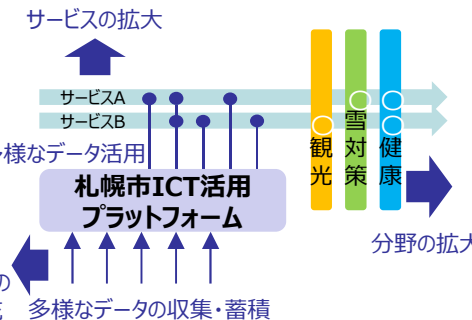 サービスの拡大
サービスA
サービスB
様なデータ活用
札幌市ICT活用
プラットフォーム
観光
雪対策
健康
分野の拡大
の
多様なデータの収集・蓄積